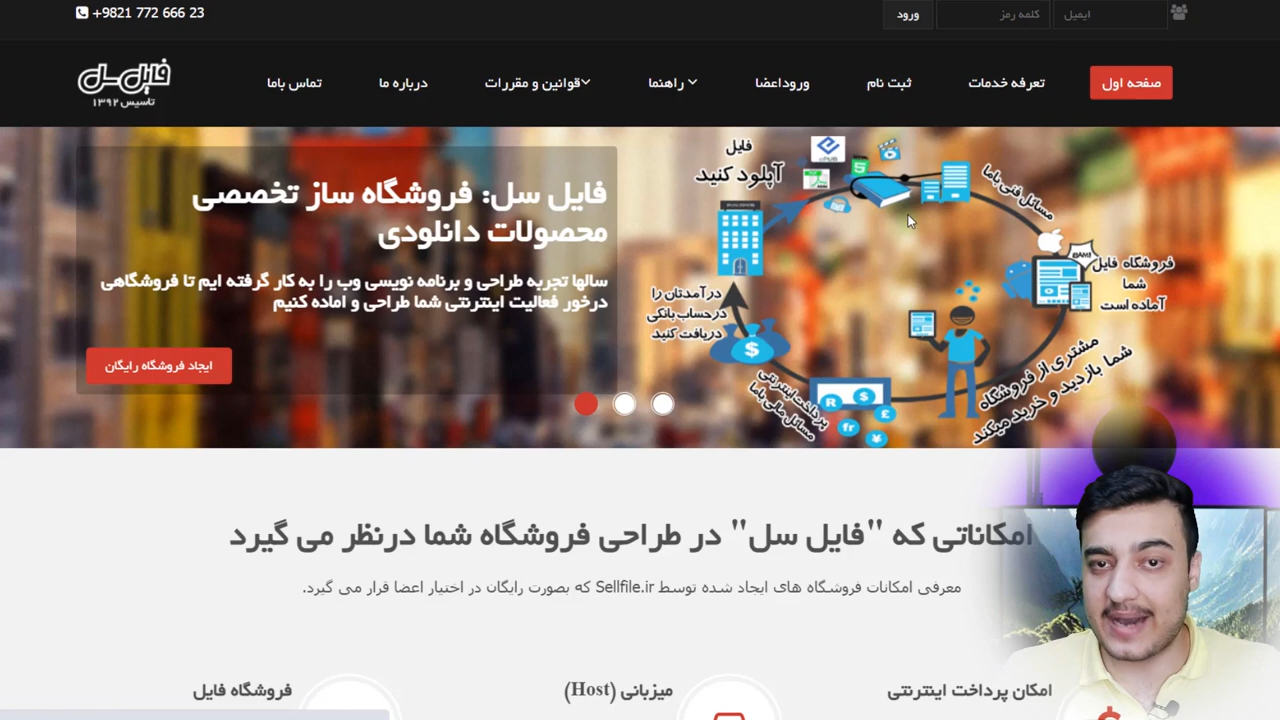 +9821 772 666 23
ایمیل
کلمه رمز
ورود
فایل سل
تاسیس ۱۳۹۲
صفحه اول
تعرفه خدمات
ثبت نام
وروداعضا
راهنما
قوانین و مقررات
درباره ما
تماس باما
فایل سل: فروشگاه ساز تخصصی
محصولات دانلودی
سالها تجربه طراحی و برنامه نویسی وب را به کار گرفته ایم تا فروشگاهی
درخور فعالیت اینترنتی شما طراحی و اماده کنیم
ایجاد فروشگاه رایگان
فایل
آپلود کنید
مسائل فنی باما
BAM!
فروشگاه فایل
شما
آماده است
مشتری از فروشگاه
شما بازدید و خرید میکند
پرداخت اینترنتی
مسائل مالی باما
درآمدتان را
درحساب بانکی
دریافت کنید
امکاناتی که "فایل سل" در طراحی فروشگاه شما درنظر می گیرد
معرفی امکانات فروشگاه های ایجاد شده توسط Sellfile.ir که بصورت رایگان در اختیار اعضا قرار می گیرد.
امکان پرداخت اینترنتی
میزبانی (Host)
فروشگاه فایل